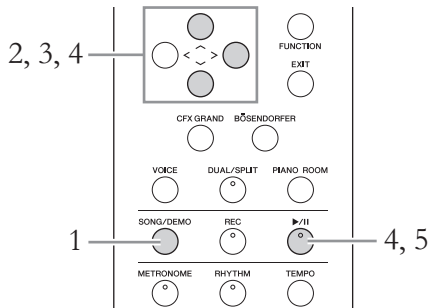 2, 3, 4
FUNCTION
EXIT
CFX GRAND BÖSENDORFER
VOICE DUAL/SPLIT PIANO ROOM
SONG/DEMO REC ▶/II
1
4, 5
METRONOME RHYTHM TEMPO